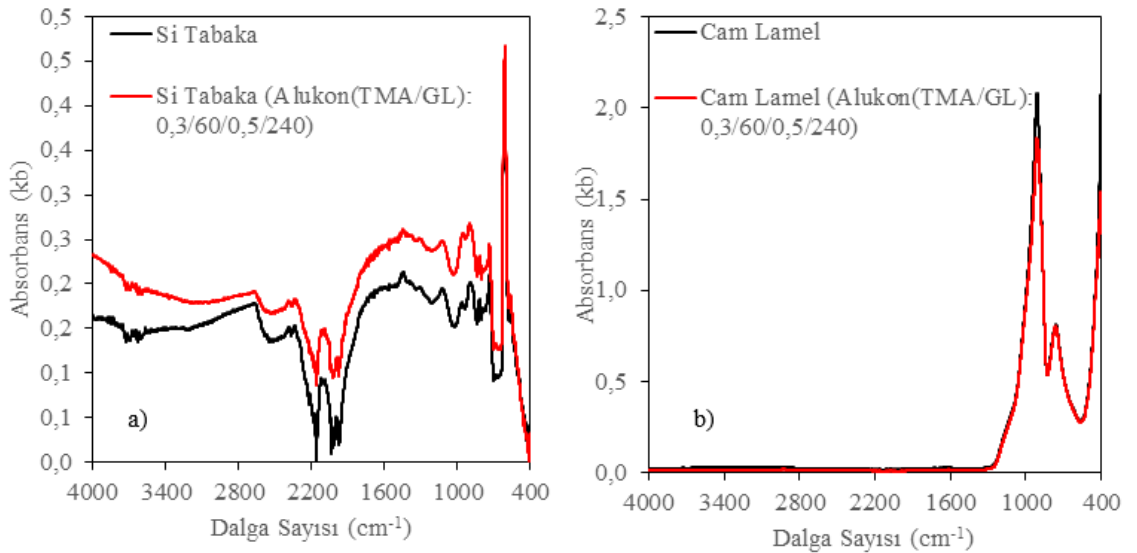 0,5
0,5
0,4
0,4
0,3
0,3
0,2
0,2
0,1
0,1
0,0
Absorbans (kb)
Si Tabaka
Si Tabaka (Alukon(TMA/GL):
0,3/60/0,5/240)
a)
4000 3400 2800 2200 1600 1000 400
Dalga Sayısı (cm-1)
2,5
2,0
1,5
1,0
0,5
0,0
Absorbans (kb)
Cam Lamel
Cam Lamel (Alukon(TMA/GL):
0,3/60/0,5/240)
b)
4000 3400 2800 2200 1600 1000 400
Dalga Sayısı (cm-1)